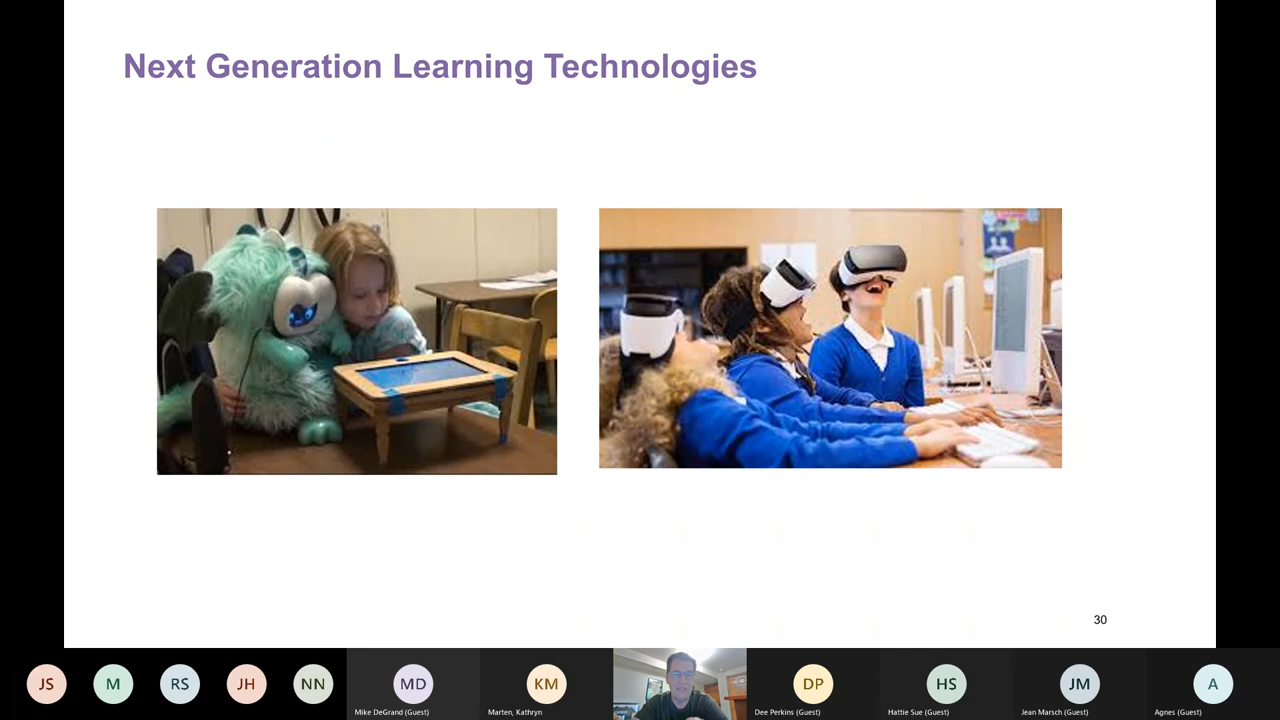 Next Generation Learning Technologies
30
JS
M
RS
JH
NN
MD
KM
DP
HS
JM
A
Mike DeGrand (Guest)
Marten, Kathryn
Dee Perkins (Guest)
Hattie Sue (Guest)
Jean Marsch (Guest)
Agnes (Guest)